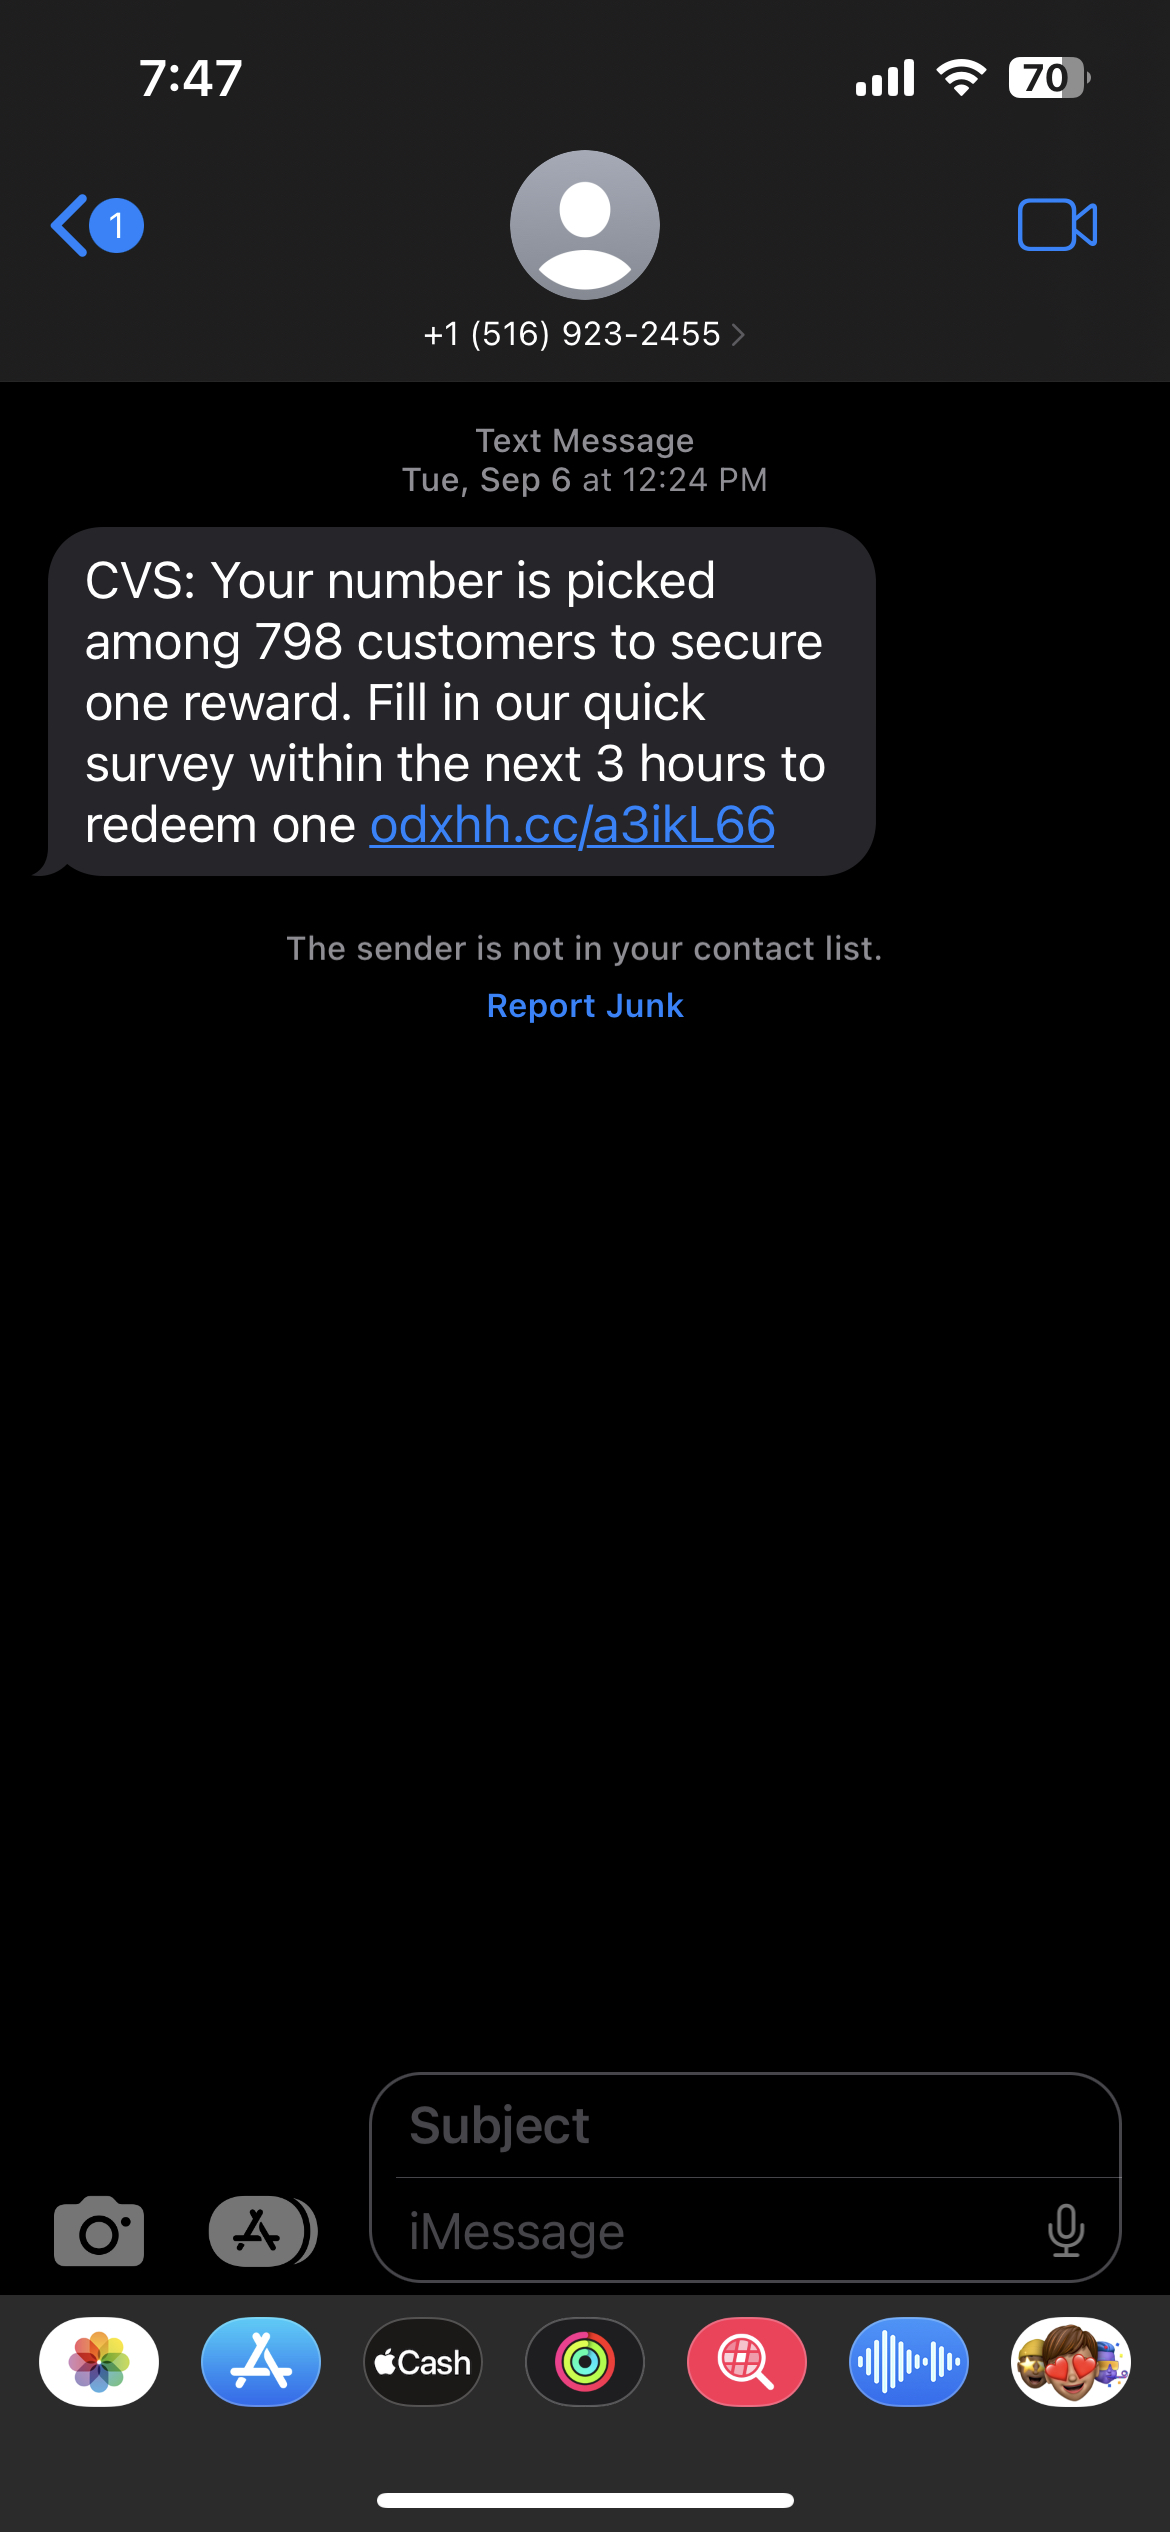 7:47
70
1
+1 (516) 923-2455
Text Message
Tue, Sep 6 at 12:24 PM
CVS: Your number is picked
among 798 customers to secure
one reward. Fill in our quick
survey within the next 3 hours to
redeem one odxhh.cc/a3ikL66
The sender is not in your contact list.
Report Junk
Subject
iMessage
Cash